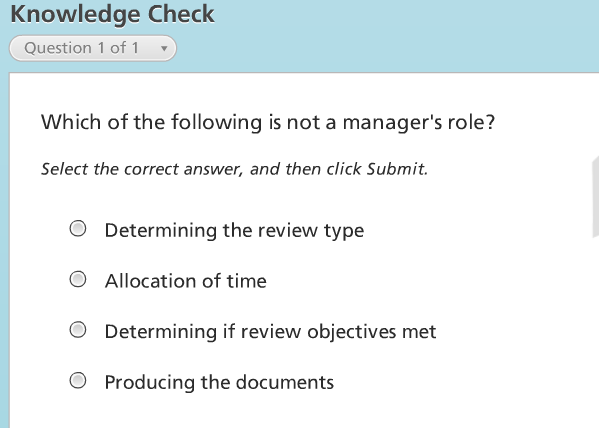 Knowledge Check
Question 1 of 1
Which of the following is not a manager's role?
Select the correct answer, and then click Submit.
Determining the review type
Allocation of time
Determining if review objectives met
Producing the documents